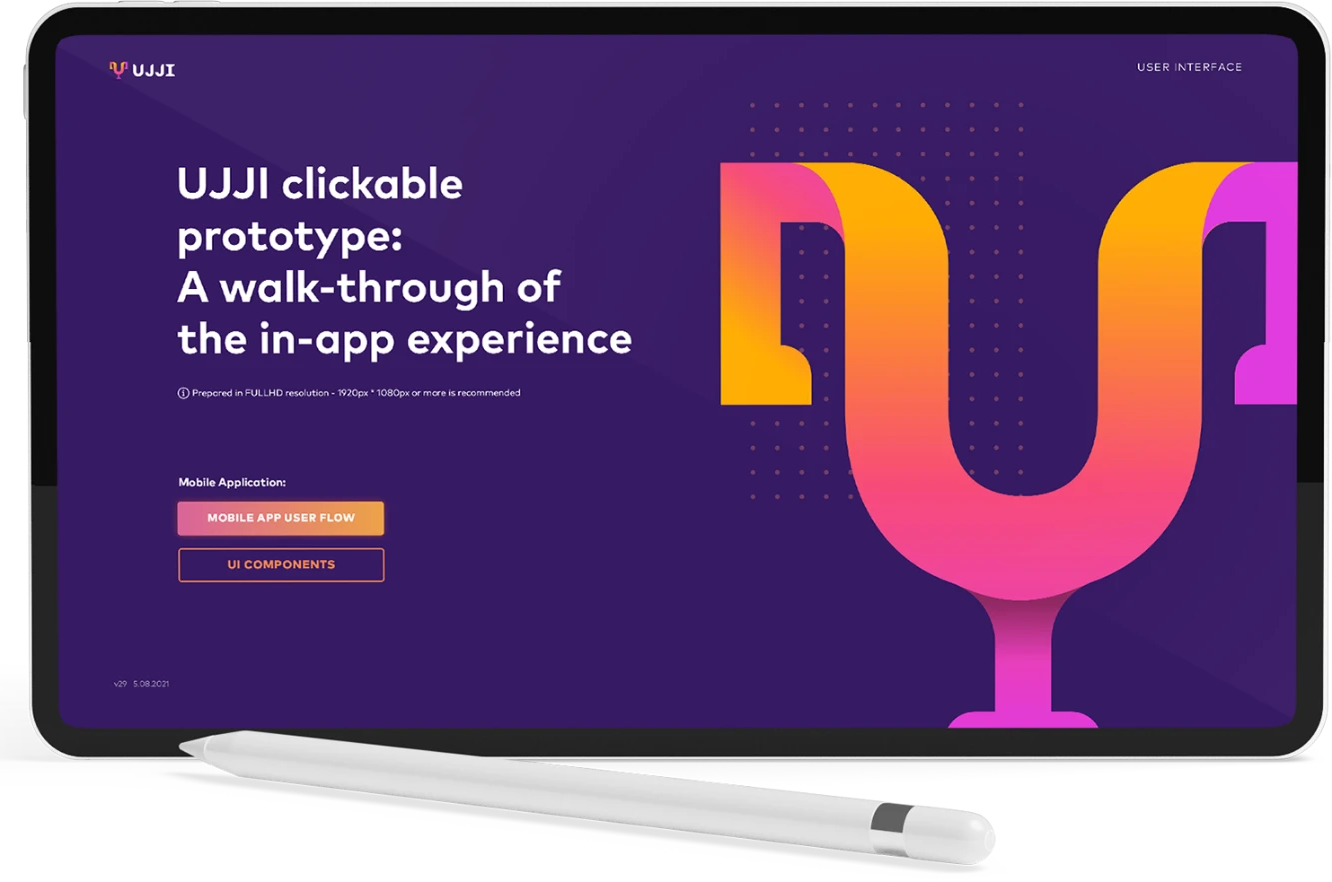 UJJI
USER INTERFACE
UJJI clickable
prototype:
A walk-through of
the in-app experience
Prepared in FULLHD resolution - 1920px * 1080px or more is recommended
Mobile Application:
MOBILE APP USER FLOW
UI COMPONENTS
v29 5.08.2021